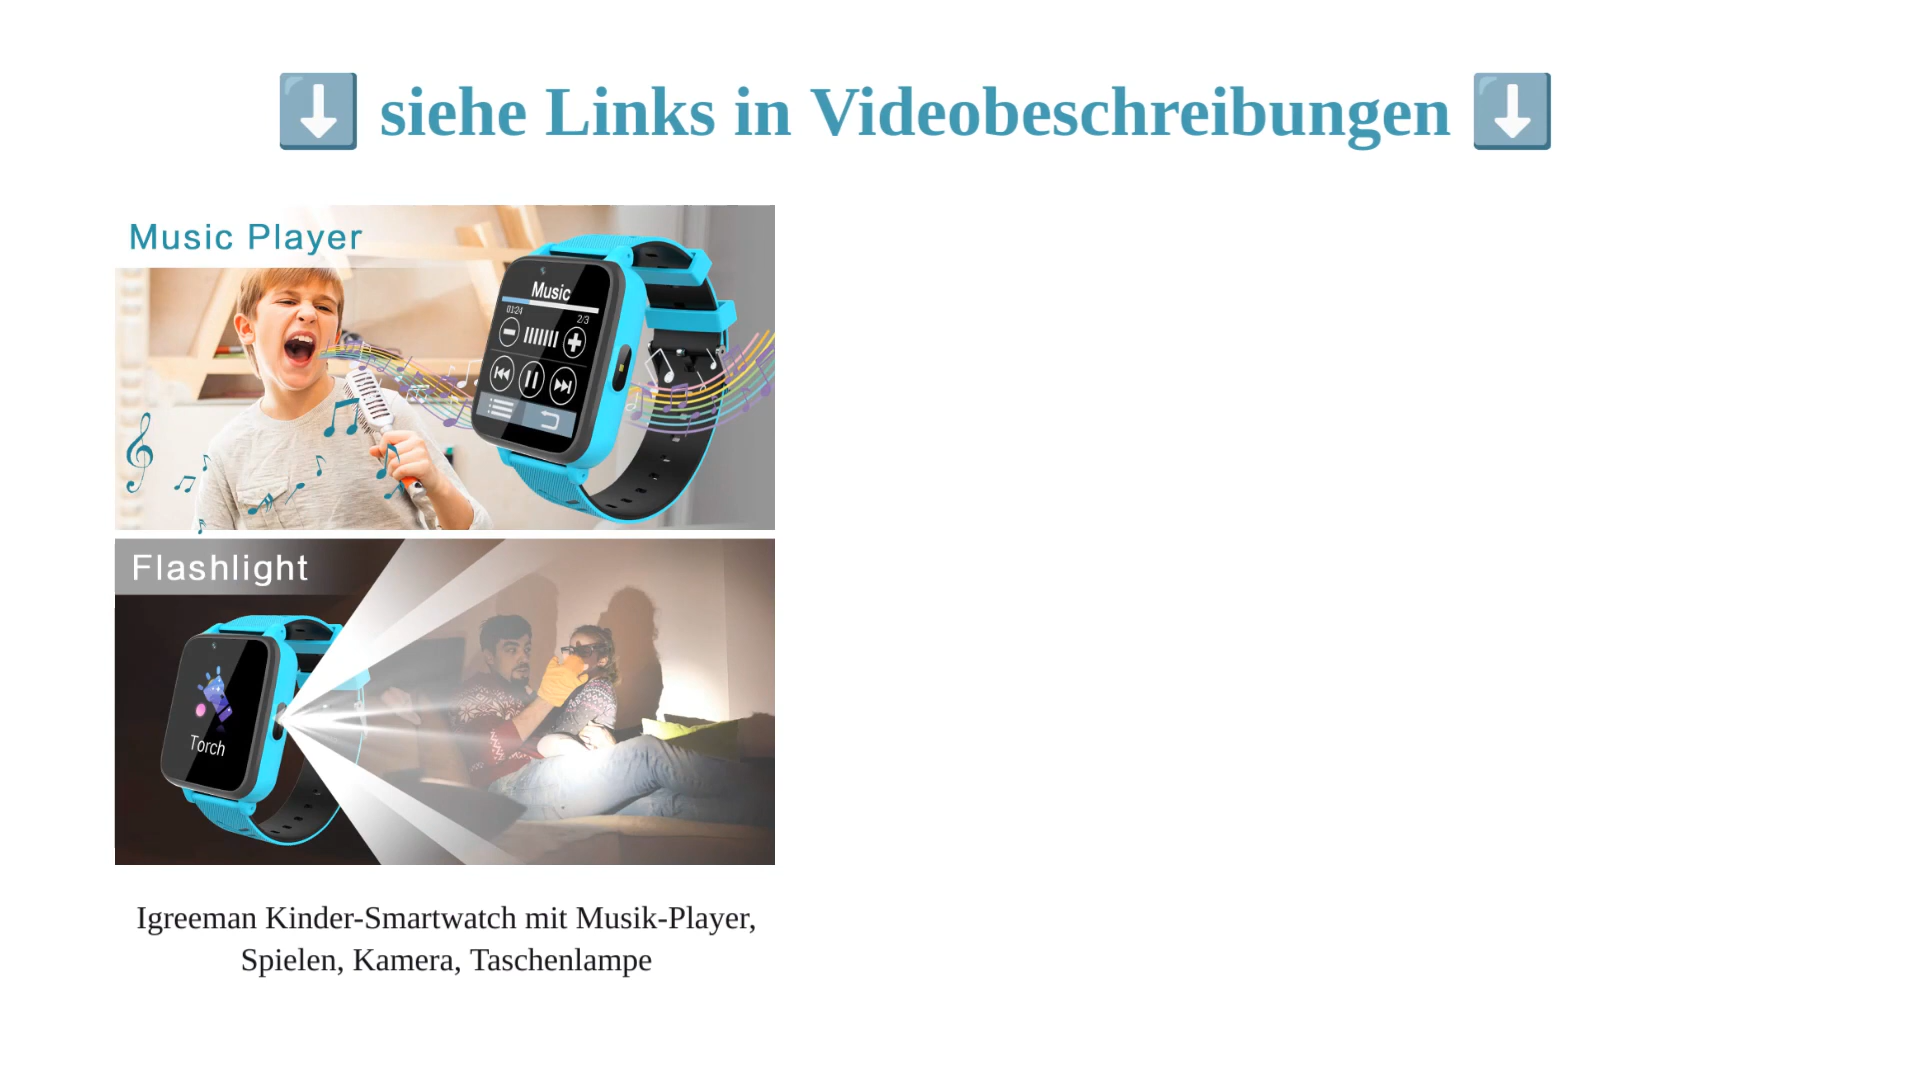 siehe Links in Videobeschreibungen
Music Player
Music
01:24
2/3
Flashlight
Torch
Igreeman Kinder-Smartwatch mit Musik-Player,
Spielen, Kamera, Taschenlampe